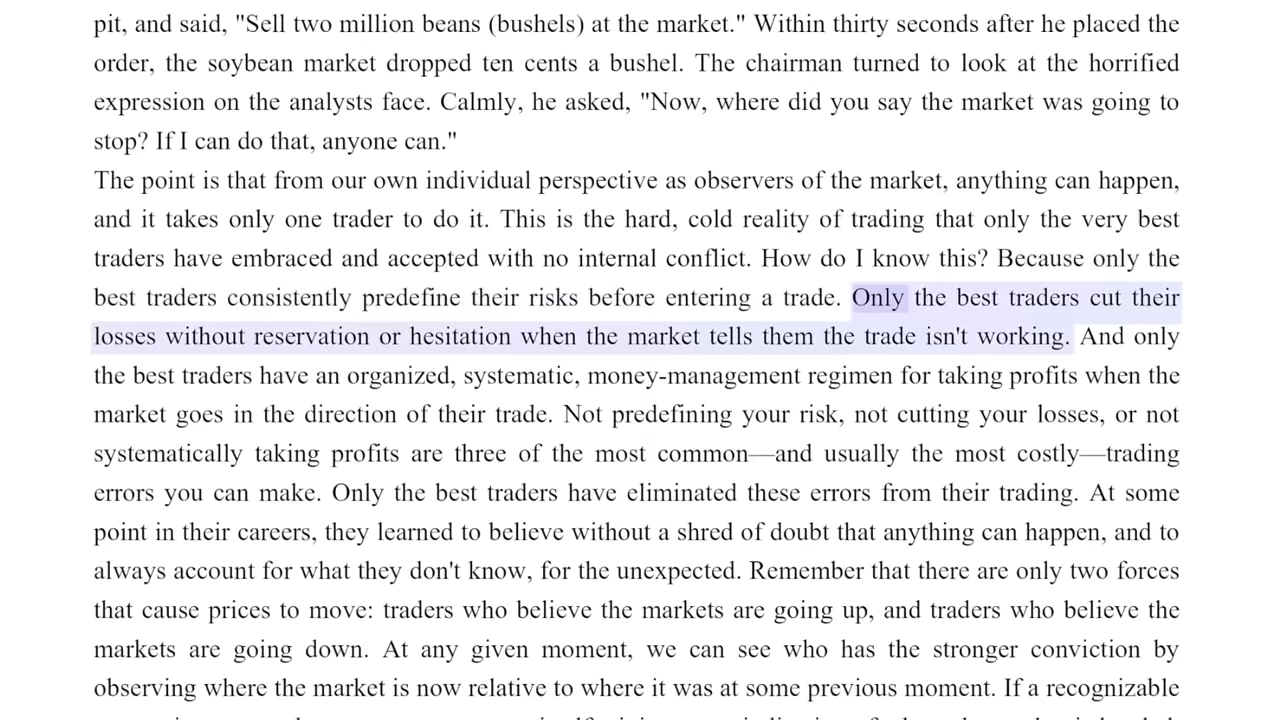 pit, and said, "Sell two million beans (bushels) at the market." Within thirty seconds after he placed the
order, the soybean market dropped ten cents a bushel. The chairman turned to look at the horrified
expression on the analysts face. Calmly, he asked, "Now, where did you say the market was going to
stop? If I can do that, anyone can."
The point is that from our own individual perspective as observers of the market, anything can happen,
and it takes only one trader to do it. This is the hard, cold reality of trading that only the very best
traders have embraced and accepted with no internal conflict. How do I know this? Because only the
best traders consistently predefine their risks before entering a trade. Only the best traders cut their
losses without reservation or hesitation when the market tells them the trade isn't working. And only
the best traders have an organized, systematic, money-management regimen for taking profits when the
market goes in the direction of their trade. Not predefining your risk, not cutting your losses, or not
systematically taking profits are three of the most common—and usually the most costly—trading
errors you can make. Only the best traders have eliminated these errors from their trading. At some
point in their careers, they learned to believe without a shred of doubt that anything can happen, and to
always account for what they don't know, for the unexpected. Remember that there are only two forces
that cause prices to move: traders who believe the markets are going up, and traders who believe the
markets are going down. At any given moment, we can see who has the stronger conviction by
observing where the market is now relative to where it was at some previous moment. If a recognizable